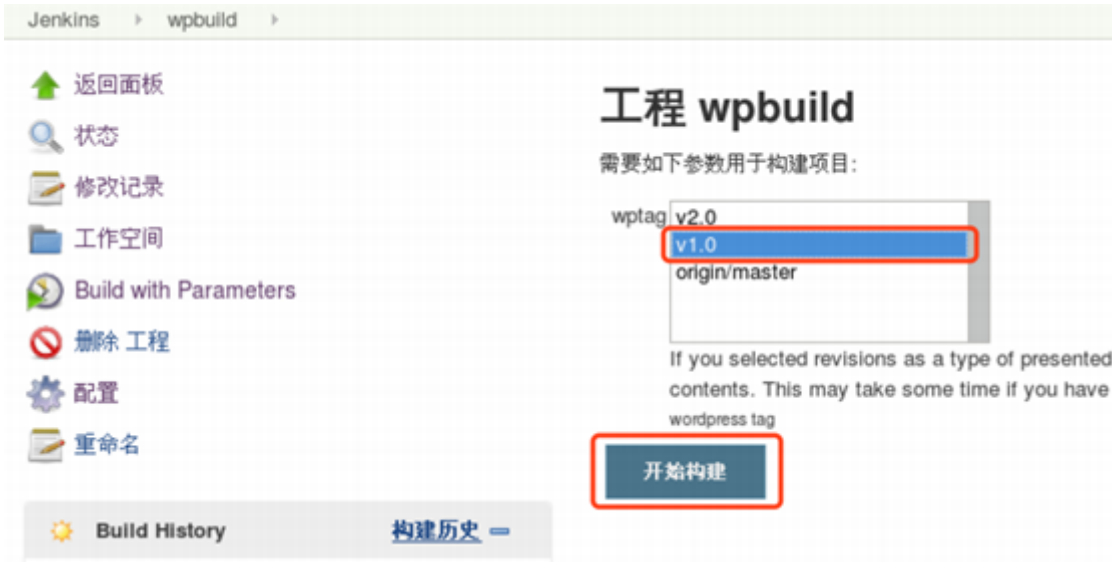 Jenkins wpbuild
返回面板
状态
修改记录
工作空间
Build with Parameters
删除 工程
配置
重命名
Build History 构建历史
工程 wpbuild
需要如下参数用于构建项目:
wptag v2.0
v1.0
origin/master
If you selected revisions as a type of presented
contents. This may take some time if you have
wordpress tag
开始构建